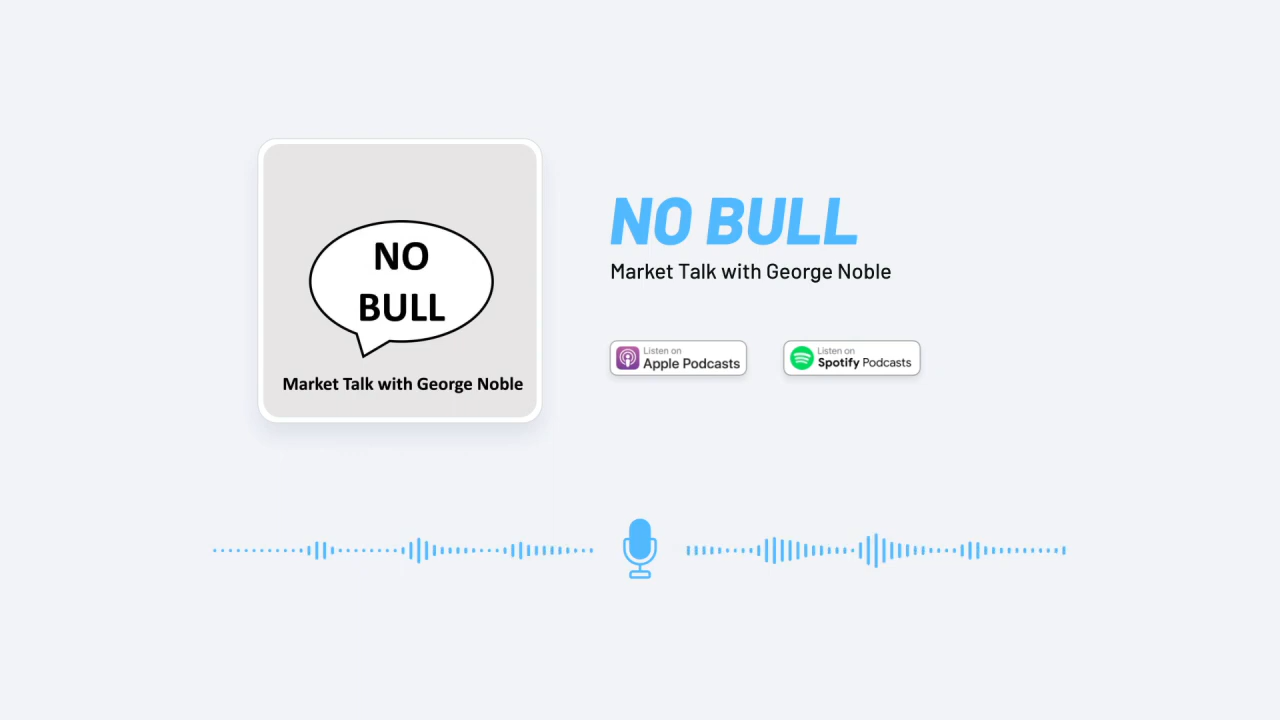 NO
BULL
Market Talk with George Noble
NO BULL
Market Talk with George Noble
Listen on
Apple Podcasts
Listen on
Spotify Podcasts